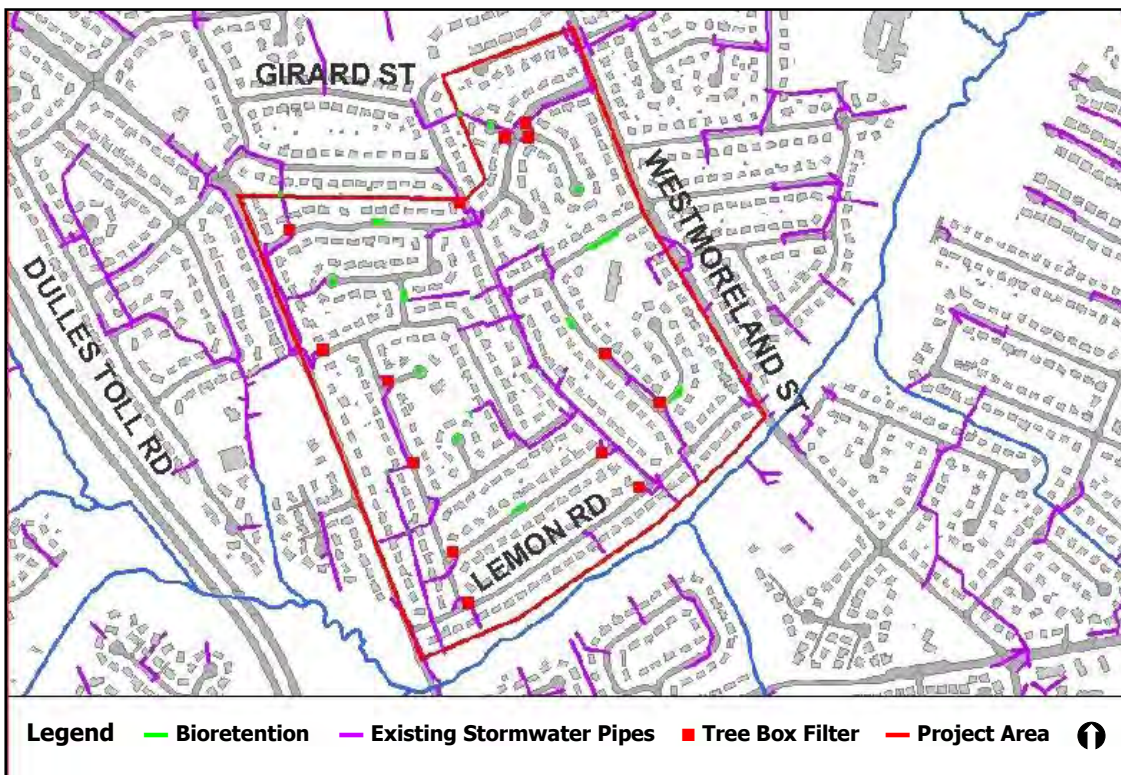 GIRARD ST
WESTMORELAND ST
DULLES TOLL RD
LEMON RD
Legend Bioretention Existing Stormwater Pipes Tree Box Filter Project Area